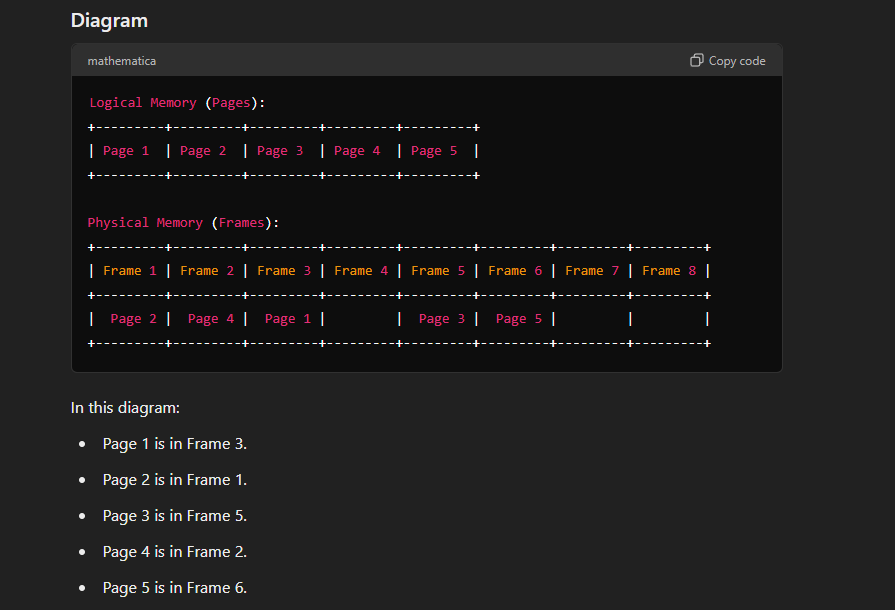 Diagram
mathematica Copy code
Logical Memory (Pages):
+---------+---------+---------+---------+---------+
| Page 1  | Page 2  | Page 3  | Page 4  | Page 5  |
+---------+---------+---------+---------+---------+
Physical Memory (Frames):
+---------+---------+---------+---------+---------+---------+---------+---------+
| Frame 1 | Frame 2 | Frame 3 | Frame 4 | Frame 5 | Frame 6 | Frame 7 | Frame 8 |
+---------+---------+---------+---------+---------+---------+---------+---------+
|  Page 2 |  Page 4 |  Page 1 |         |  Page 3 |  Page 5 |         |         |
+---------+---------+---------+---------+---------+---------+---------+---------+
In this diagram:
• Page 1 is in Frame 3.
• Page 2 is in Frame 1.
• Page 3 is in Frame 5.
• Page 4 is in Frame 2.
• Page 5 is in Frame 6.